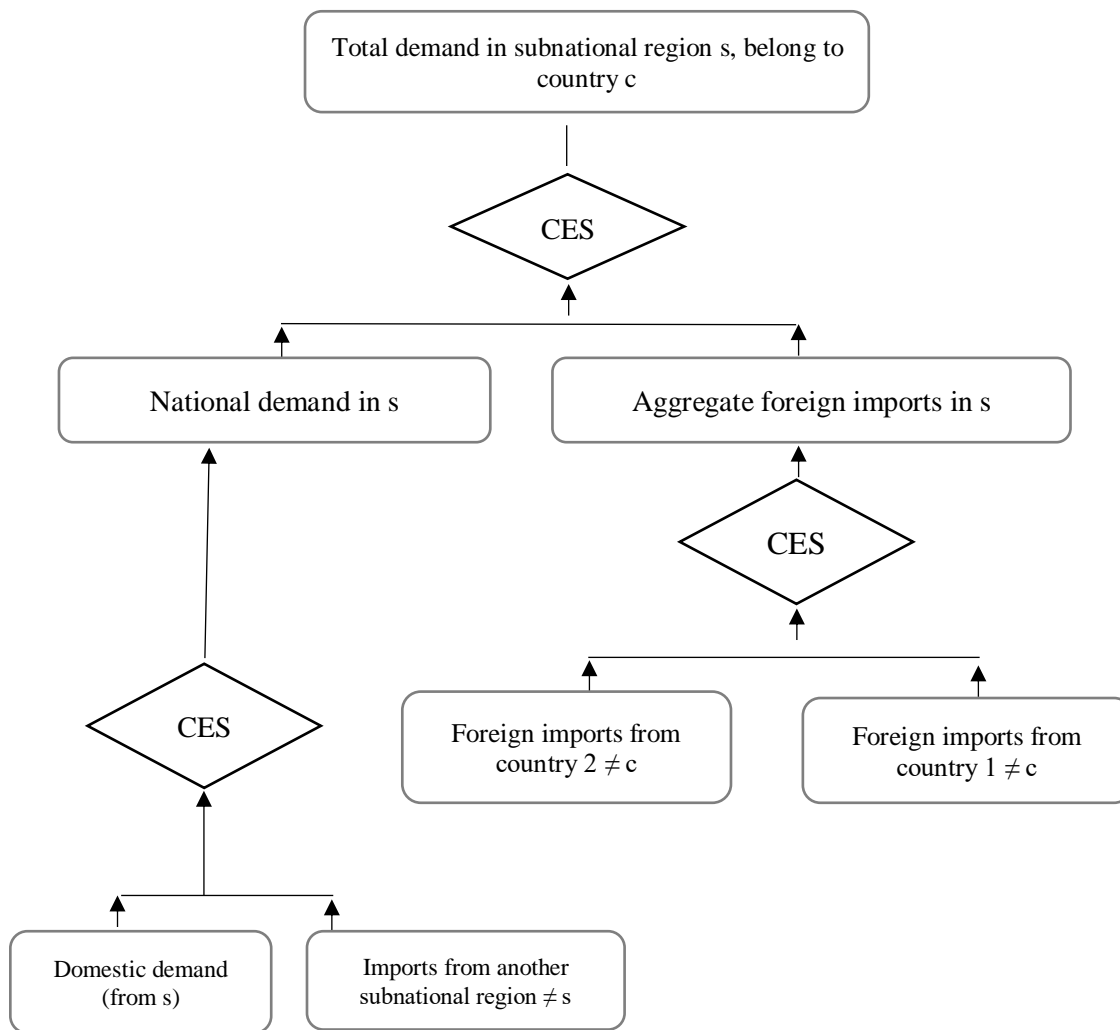 Total demand in subnational region s, belong to
country c
CES
National demand in s
Aggregate foreign imports in s
CES
CES
Foreign imports from
country 2 ≠ c
Foreign imports from
country 1 ≠ c
Domestic demand
(from s)
Imports from another
subnational region ≠ s